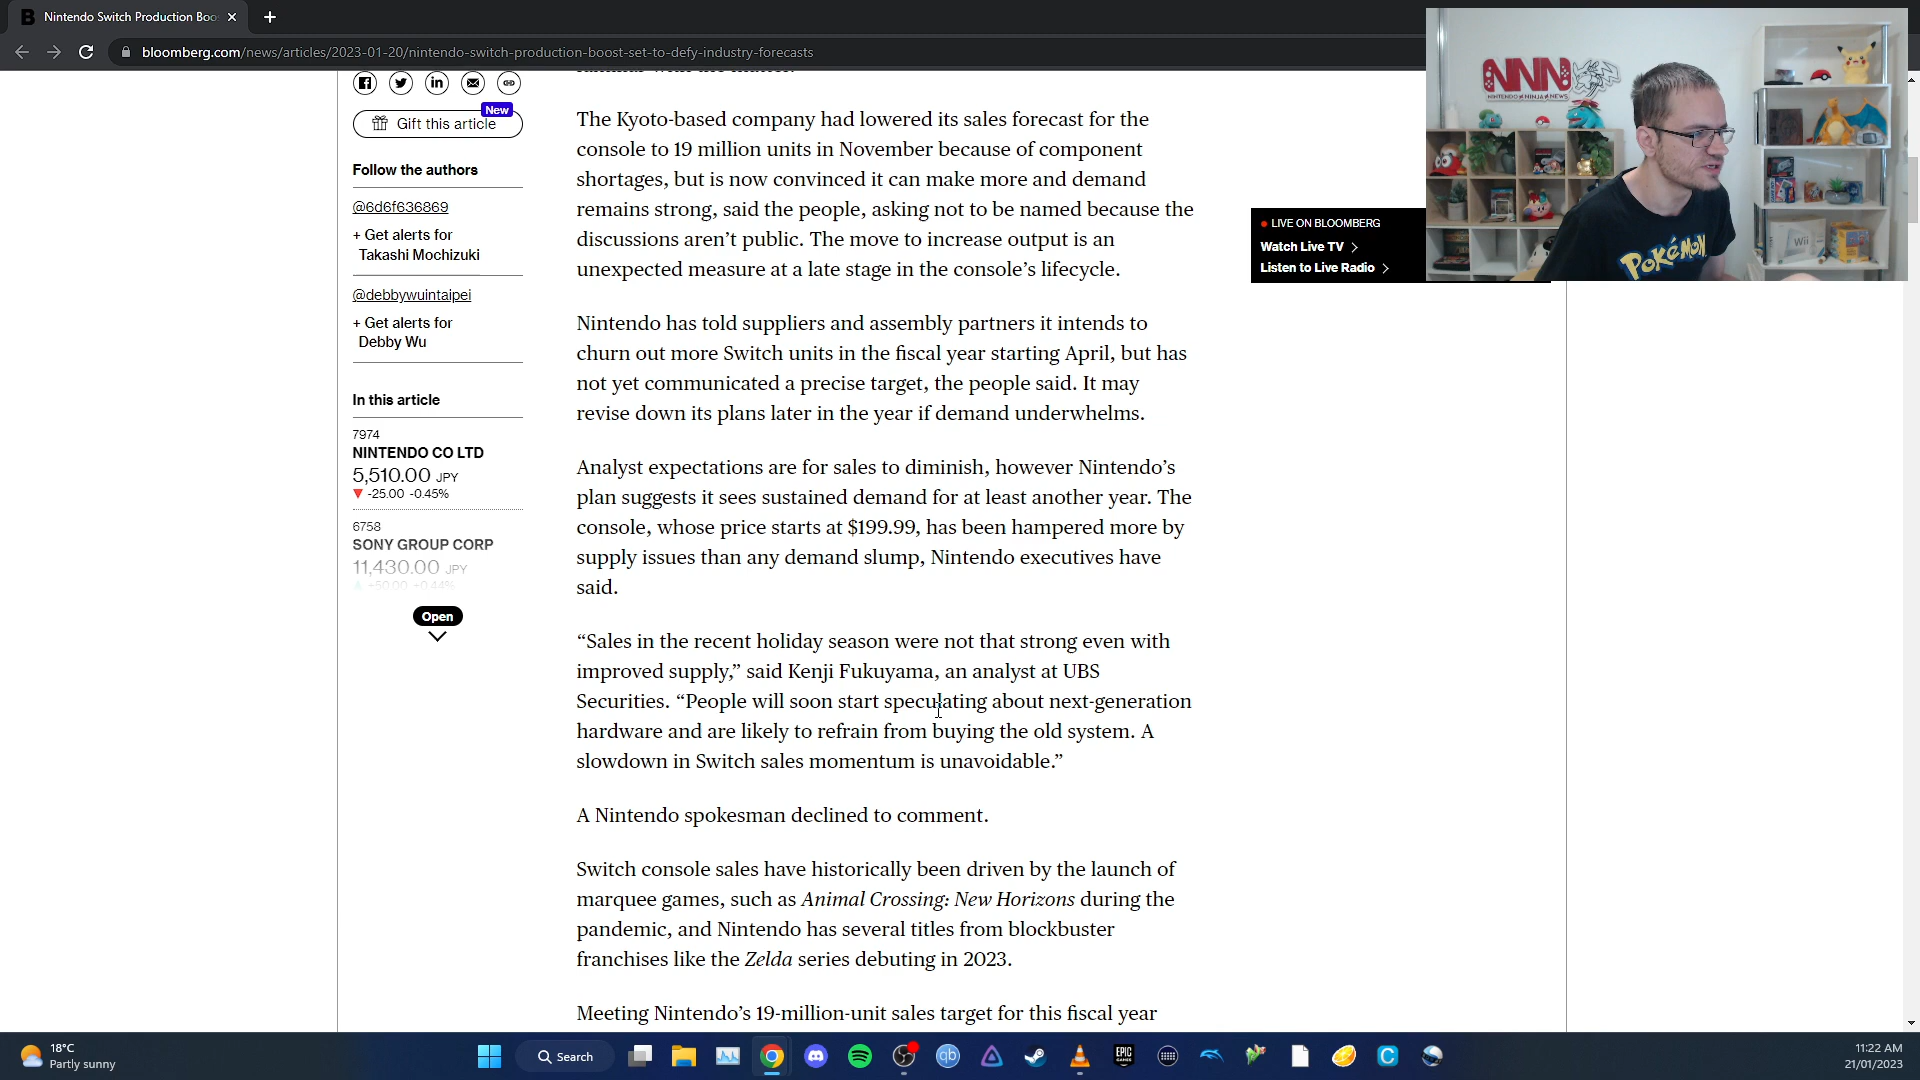 Nintendo Switch Production Boo
bloomberg.com/news/articles/2023-01-20/nintendo-switch-production-boost-set-to-defy-industry-forecasts
New
Gift this article
Follow the authors
@6d6f636869
+ Get alerts for
Takashi Mochizuki
@debbywuintaipei
+ Get alerts for
Debby Wu
In this article
7974
NINTENDO CO LTD
5,510.00 JPY
-25.00 -0.45%
6758
SONY GROUP CORP
11,430.00 JPY
+50.00 +0.44%
Open
The Kyoto-based company had lowered its sales forecast for the
console to 19 million units in November because of component
shortages, but is now convinced it can make more and demand
remains strong, said the people, asking not to be named because the
discussions aren’t public. The move to increase output is an
unexpected measure at a late stage in the console’s lifecycle.
Nintendo has told suppliers and assembly partners it intends to
churn out more Switch units in the fiscal year starting April, but has
not yet communicated a precise target, the people said. It may
revise down its plans later in the year if demand underwhelms.
Analyst expectations are for sales to diminish, however Nintendo’s
plan suggests it sees sustained demand for at least another year. The
console, whose price starts at $199.99, has been hampered more by
supply issues than any demand slump, Nintendo executives have
said.
“Sales in the recent holiday season were not that strong even with
improved supply,” said Kenji Fukuyama, an analyst at UBS
Securities. “People will soon start speculating about next-generation
hardware and are likely to refrain from buying the old system. A
slowdown in Switch sales momentum is unavoidable.”
A Nintendo spokesman declined to comment.
Switch console sales have historically been driven by the launch of
marquee games, such as Animal Crossing: New Horizons during the
pandemic, and Nintendo has several titles from blockbuster
franchises like the Zelda series debuting in 2023.
Meeting Nintendo’s 19-million-unit sales target for this fiscal year
LIVE ON BLOOMBERG
Watch Live TV
Listen to Live Radio
NNN
NINTENDO NINJA NEWS
Pokémon
Wii
18°C
Partly sunny
Search
qb
EPIC
GAMES
11:22 AM
21/01/2023